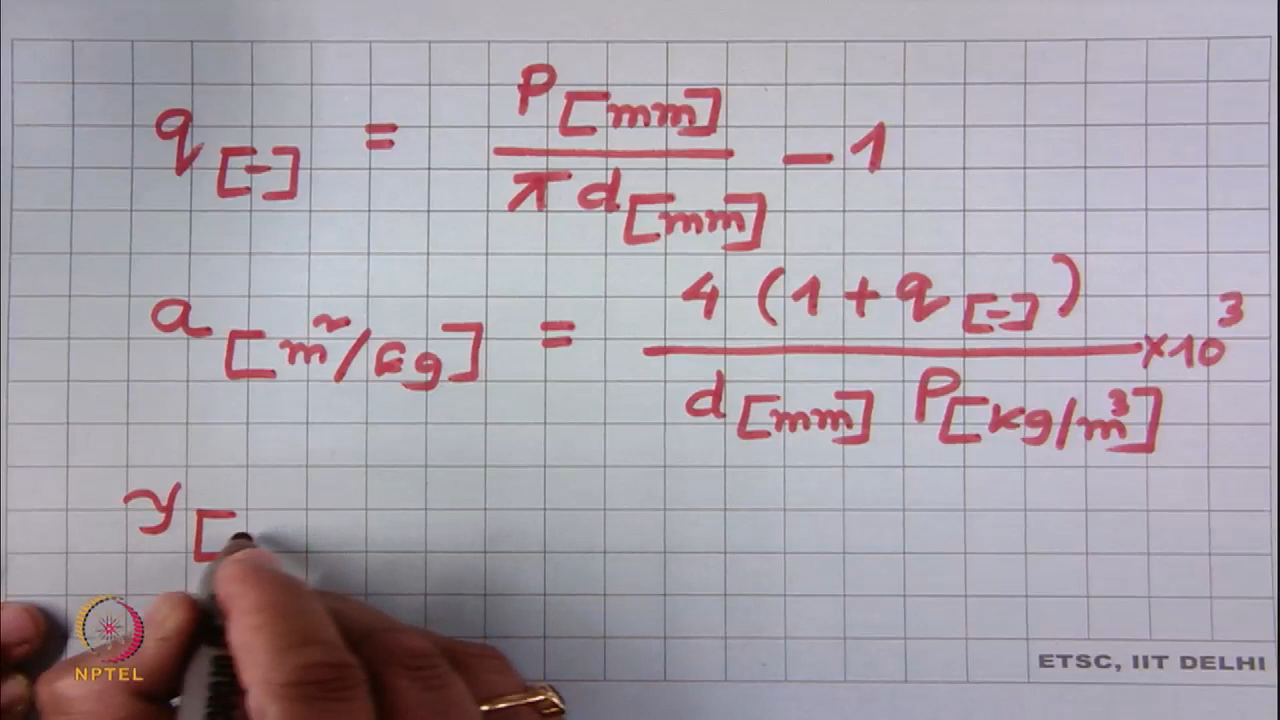 q[-] = P[mm] / π d[mm] - 1
a[m²/kg] = 4 (1 + q[-]) / d[mm] ρ[kg/m³] × 10³
γ [
NPTEL
ETSC, IIT DELHI